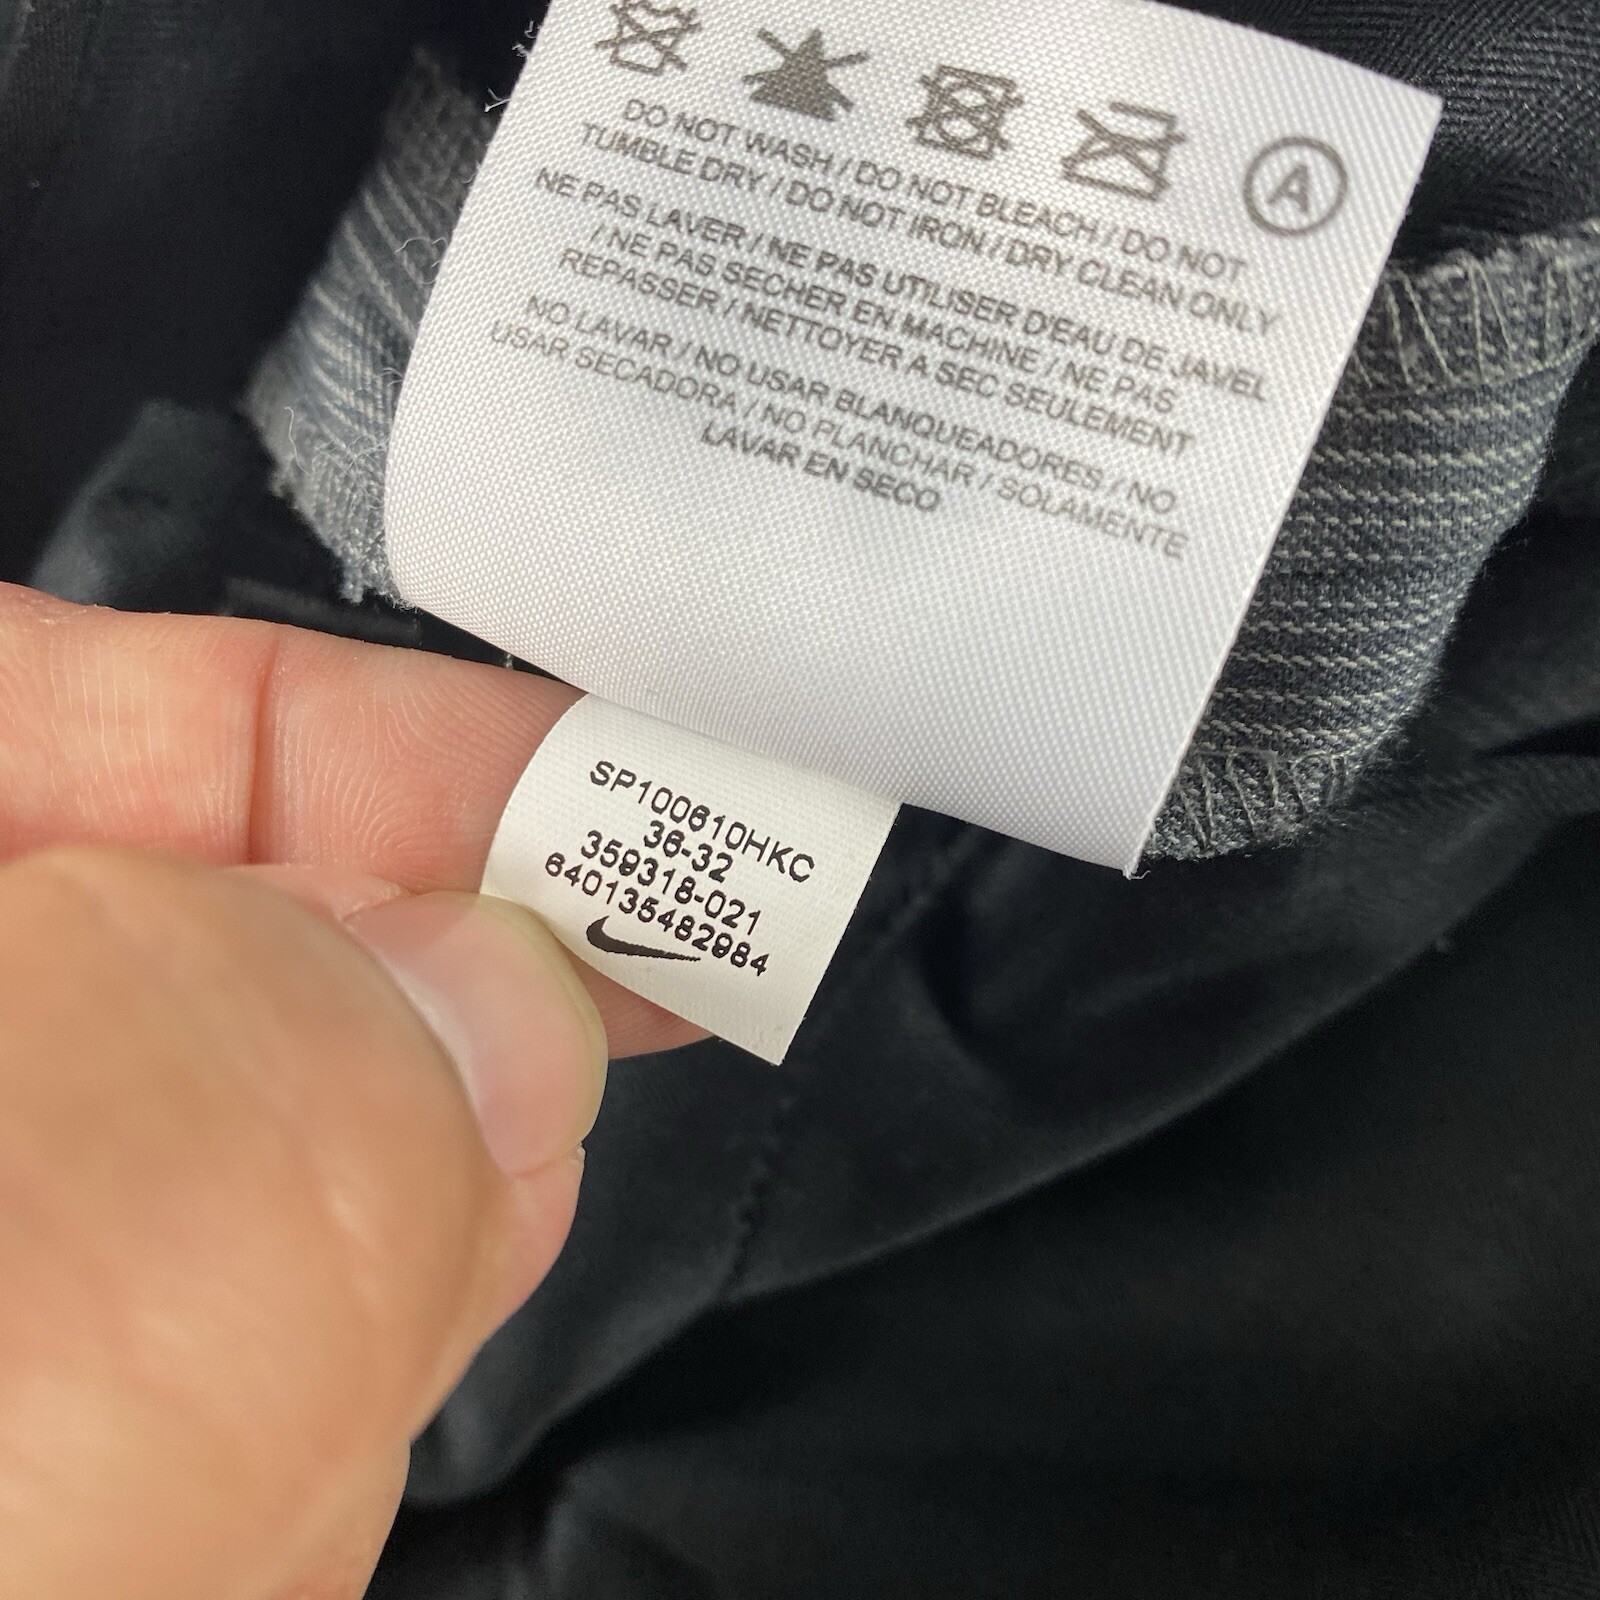 A
DO NOT WASH / DO NOT BLEACH / DO NOT
TUMBLE DRY / DO NOT IRON / DRY CLEAN ONLY
NE PAS LAVER / NE PAS UTILISER D'EAU DE JAVEL
/ NE PAS SECHER EN MACHINE / NE PAS
REPASSER / NETTOYER A SEC SEULEMENT
NO LAVAR / NO USAR BLANQUEADORES / NO
USAR SECADORA / NO PLANCHAR / SOLAMENTE
LAVAR EN SECO
SP100610HKC
36-32
359318-021
640135482984